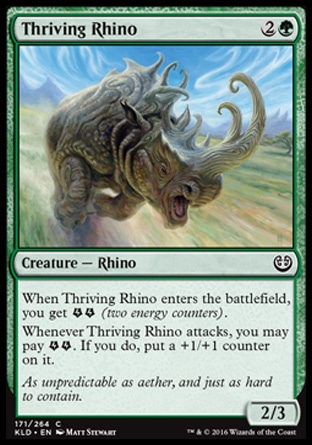 Thriving Rhino 2
Creature — Rhino
When Thriving Rhino enters the battlefield,
you get (two energy counters).
Whenever Thriving Rhino attacks, you may
pay . If you do, put a +1/+1 counter
on it.
As unpredictable as aether, and just as hard
to contain.
2/3
171/264 C
KLD • EN Matt Stewart
™ & © 2016 Wizards of the Coast